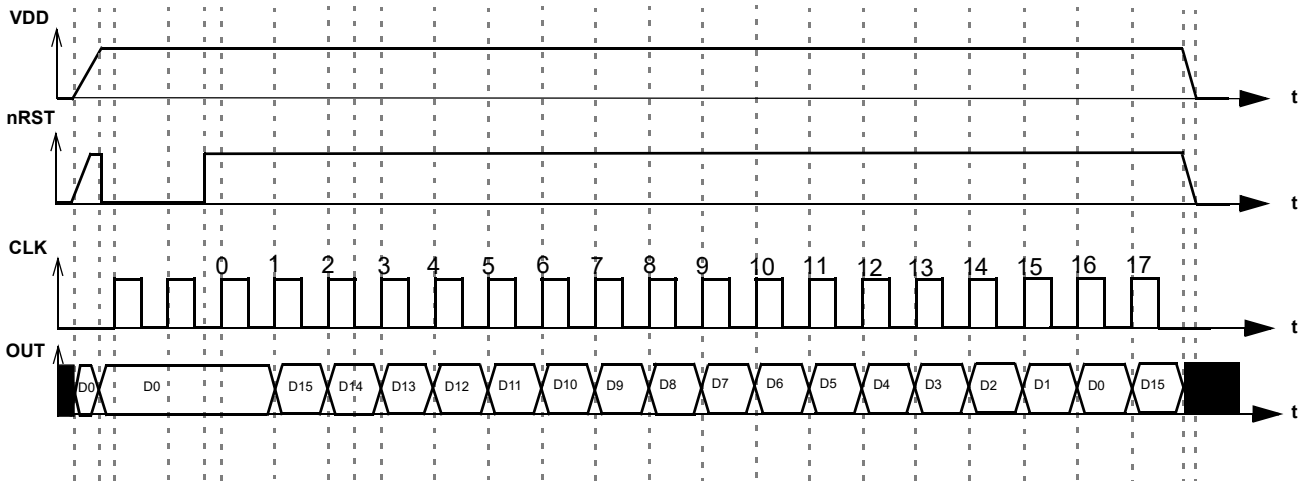 VDD
t
nRST
t
CLK
0 1 2 3 4 5 6 7 8 9 10 11 12 13 14 15 16 17
t
OUT
D0 D0 D15 D14 D13 D12 D11 D10 D9 D8 D7 D6 D5 D4 D3 D2 D1 D0 D15
t